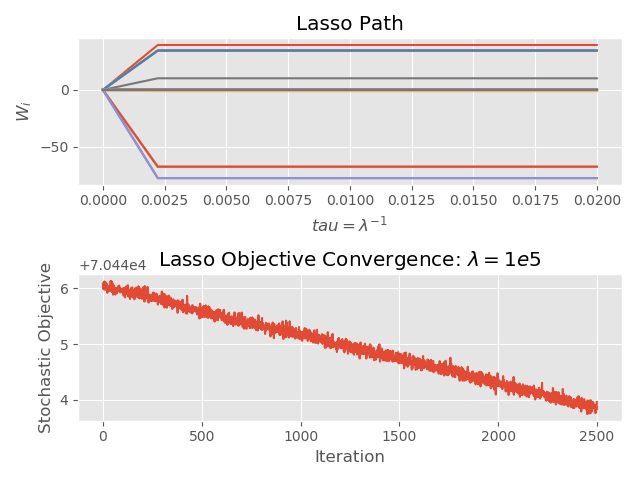 Lasso Path
0
−50
W_i
0.0000 0.0025 0.0050 0.0075 0.0100 0.0125 0.0150 0.0175 0.0200
tau = λ⁻¹
+7.044e4
Lasso Objective Convergence: λ = 1e5
Stochastic Objective
6
5
4
0 500 1000 1500 2000 2500
Iteration